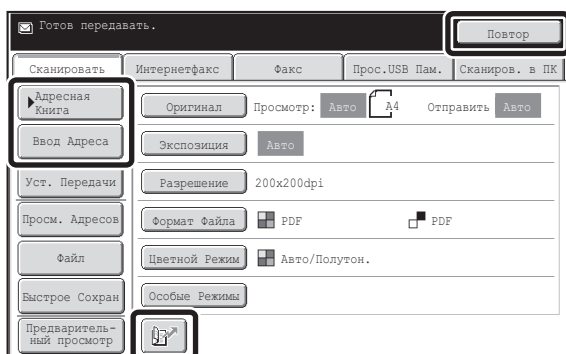 Готов передавать.
Повтор
Сканировать Интернетфакс Факс Прос.USB Пам. Сканиров. в ПК
Адресная
Книга
Оригинал Просмотр: Авто A4 Отправить Авто
Ввод Адреса Экспозиция Авто
Уст. Передачи Разрешение 200x200dpi
Просм. Адресов Формат Файла PDF PDF
Файл Цветной Режим Авто/Полутон.
Быстрое Сохран Особые Режимы
Предваритель-
ный просмотр